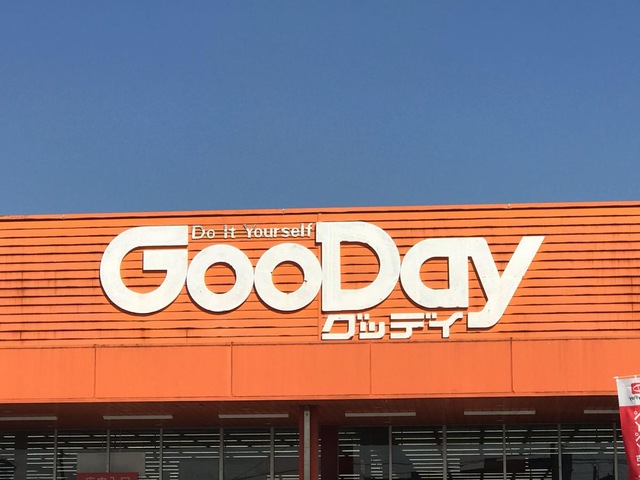 Do It Yourself
GooDay
グッデイ